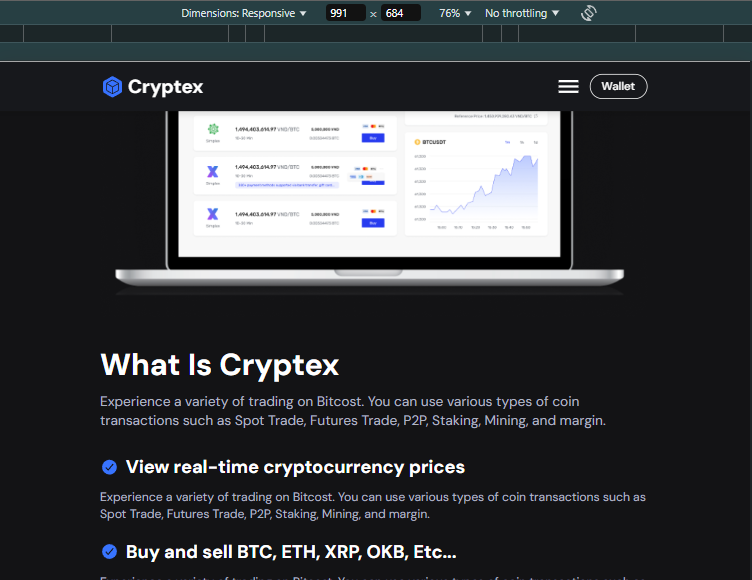 Dimensions: Responsive ▼ 991 × 684 76% ▼ No throttling ▼
Cryptex Wallet
1,494,403,614.97 VND/BTC
Buy
BTCUSDT
1,494,403,614.97 VND/BTC
1,494,403,614.97 VND/BTC
Buy
What Is Cryptex
Experience a variety of trading on Bitcost. You can use various types of coin
transactions such as Spot Trade, Futures Trade, P2P, Staking, Mining, and margin.
View real-time cryptocurrency prices
Experience a variety of trading on Bitcost. You can use various types of coin transactions such as
Spot Trade, Futures Trade, P2P, Staking, Mining, and margin.
Buy and sell BTC, ETH, XRP, OKB, Etc...